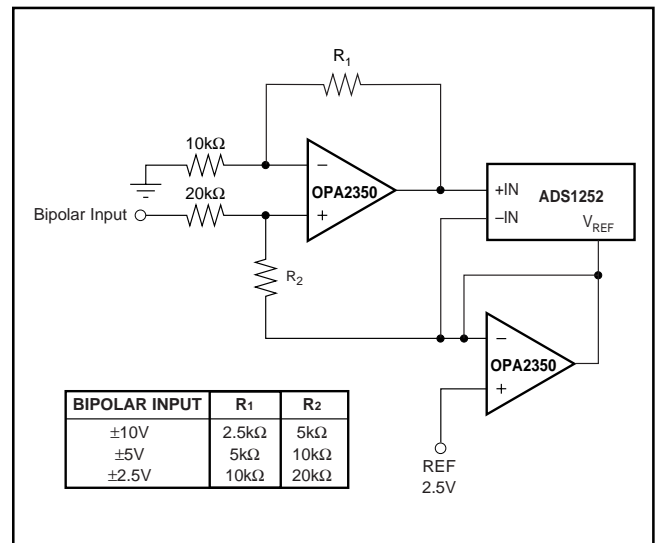 R1
10kΩ
−
OPA2350
+
20kΩ
Bipolar Input
R2
+IN
ADS1252
−IN
VREF
−
OPA2350
+
REF
2.5V
BIPOLAR INPUT R1 R2
±10V 2.5kΩ 5kΩ
±5V 5kΩ 10kΩ
±2.5V 10kΩ 20kΩ